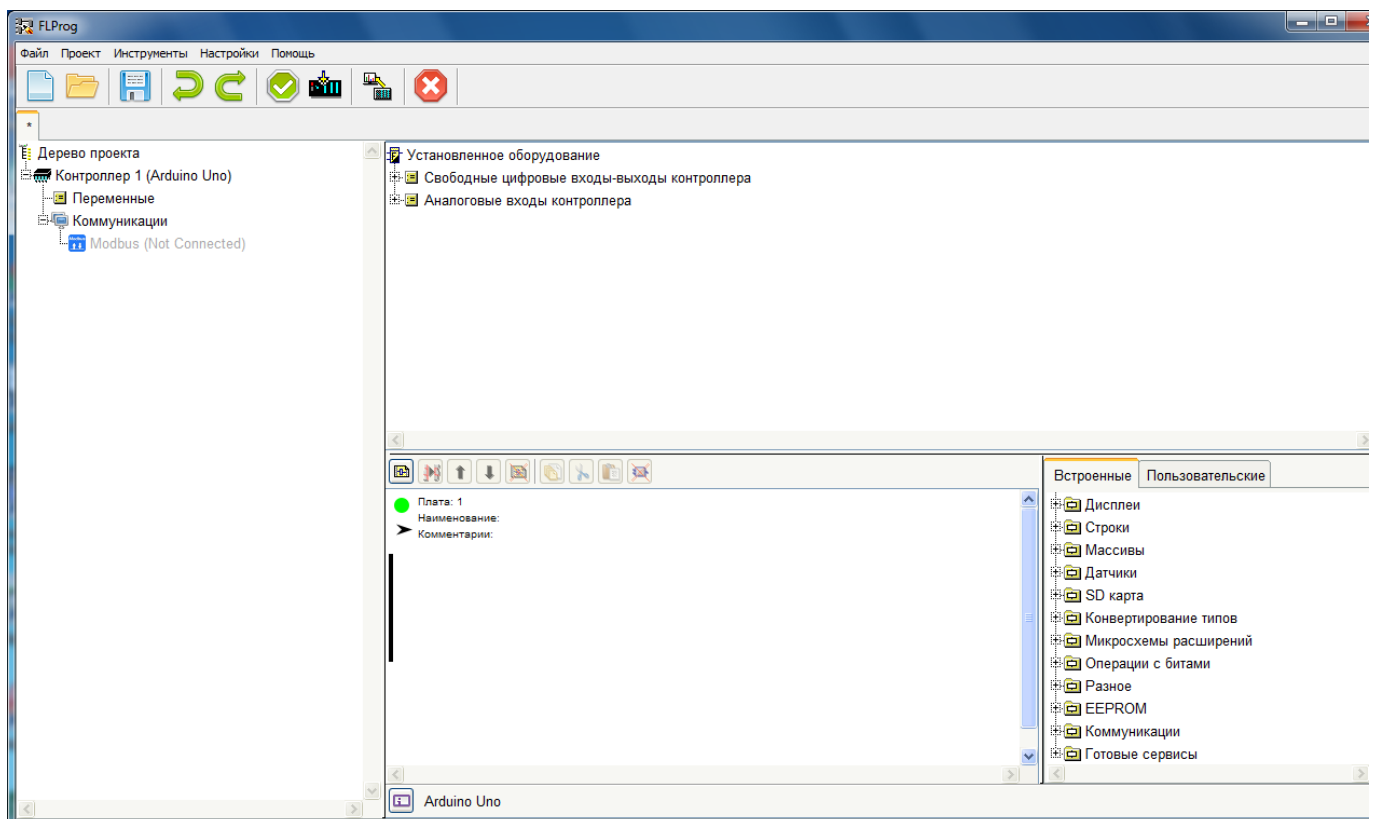 FLProg
Файл Проект Инструменты Настройки Помощь
*
Дерево проекта
Контроллер 1 (Arduino Uno)
Переменные
Коммуникации
Modbus (Not Connected)
Установленное оборудование
Свободные цифровые входы-выходы контроллера
Аналоговые входы контроллера
Плата: 1
Наименование:
Комментарии:
Встроенные Пользовательские
Дисплеи
Строки
Массивы
Датчики
SD карта
Конвертирование типов
Микросхемы расширений
Операции с битами
Разное
EEPROM
Коммуникации
Готовые сервисы
Arduino Uno